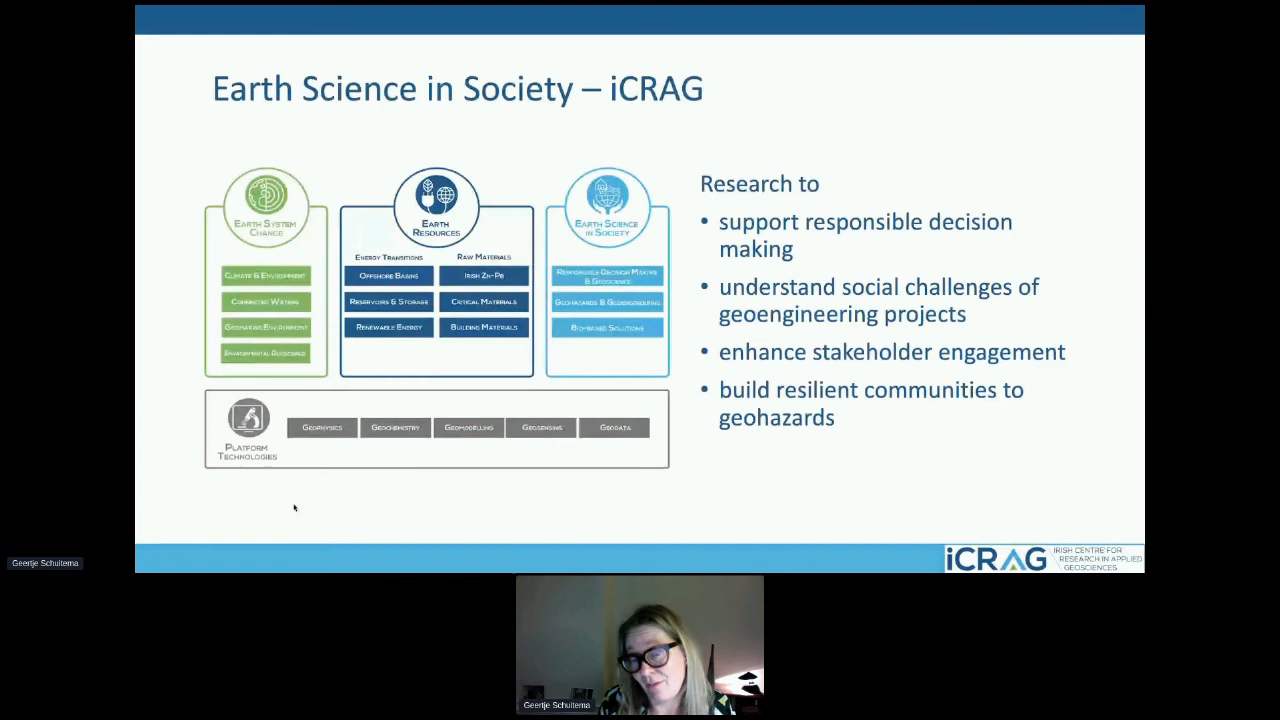 Earth Science in Society – iCRAG
EARTH SYSTEM
CHANGE
CLIMATE & ENVIRONMENT
CONNECTED WATERS
GEOMARINE ENVIRONMENT
ENVIRONMENTAL GEOSCIENCE
EARTH
RESOURCES
ENERGY TRANSITIONS
RAW MATERIALS
OFFSHORE BASINS
IRISH ZN-PB
RESERVOIRS & STORAGE
CRITICAL MATERIALS
RENEWABLE ENERGY
BUILDING MATERIALS
EARTH SCIENCE
IN SOCIETY
RESPONSIBLE DECISION MAKING
& GEOSCIENCE
GEOHAZARDS & GEOENGINEERING
BIO-BASED SOLUTIONS
PLATFORM
TECHNOLOGIES
GEOPHYSICS
GEOCHEMISTRY
GEOMODELLING
GEOSENSING
GEODATA
Research to
• support responsible decision
making
• understand social challenges of
geoengineering projects
• enhance stakeholder engagement
• build resilient communities to
geohazards
iCRAG
IRISH CENTRE FOR
RESEARCH IN APPLIED
GEOSCIENCES
Geertje Schuitema
Geertje Schuitema